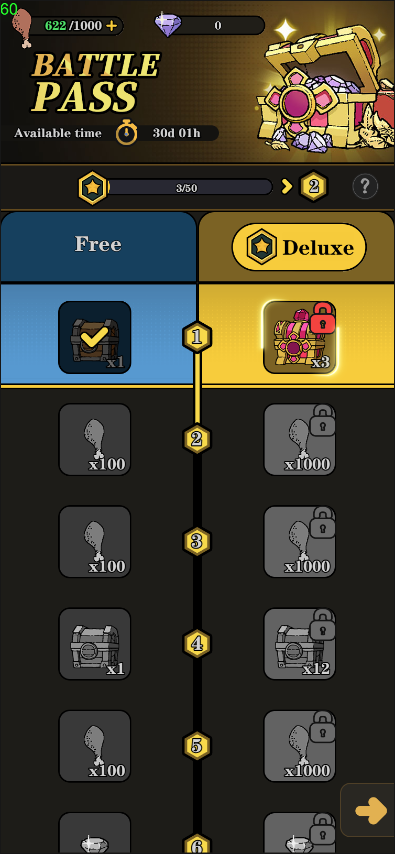 60
622 /1000 +
0
BATTLE
PASS
Available time 30d 01h
3/50
2
?
Free
Deluxe
x1
1
x3
x100
2
x1000
x100
3
x1000
x1
4
x12
x100
5
x1000
6